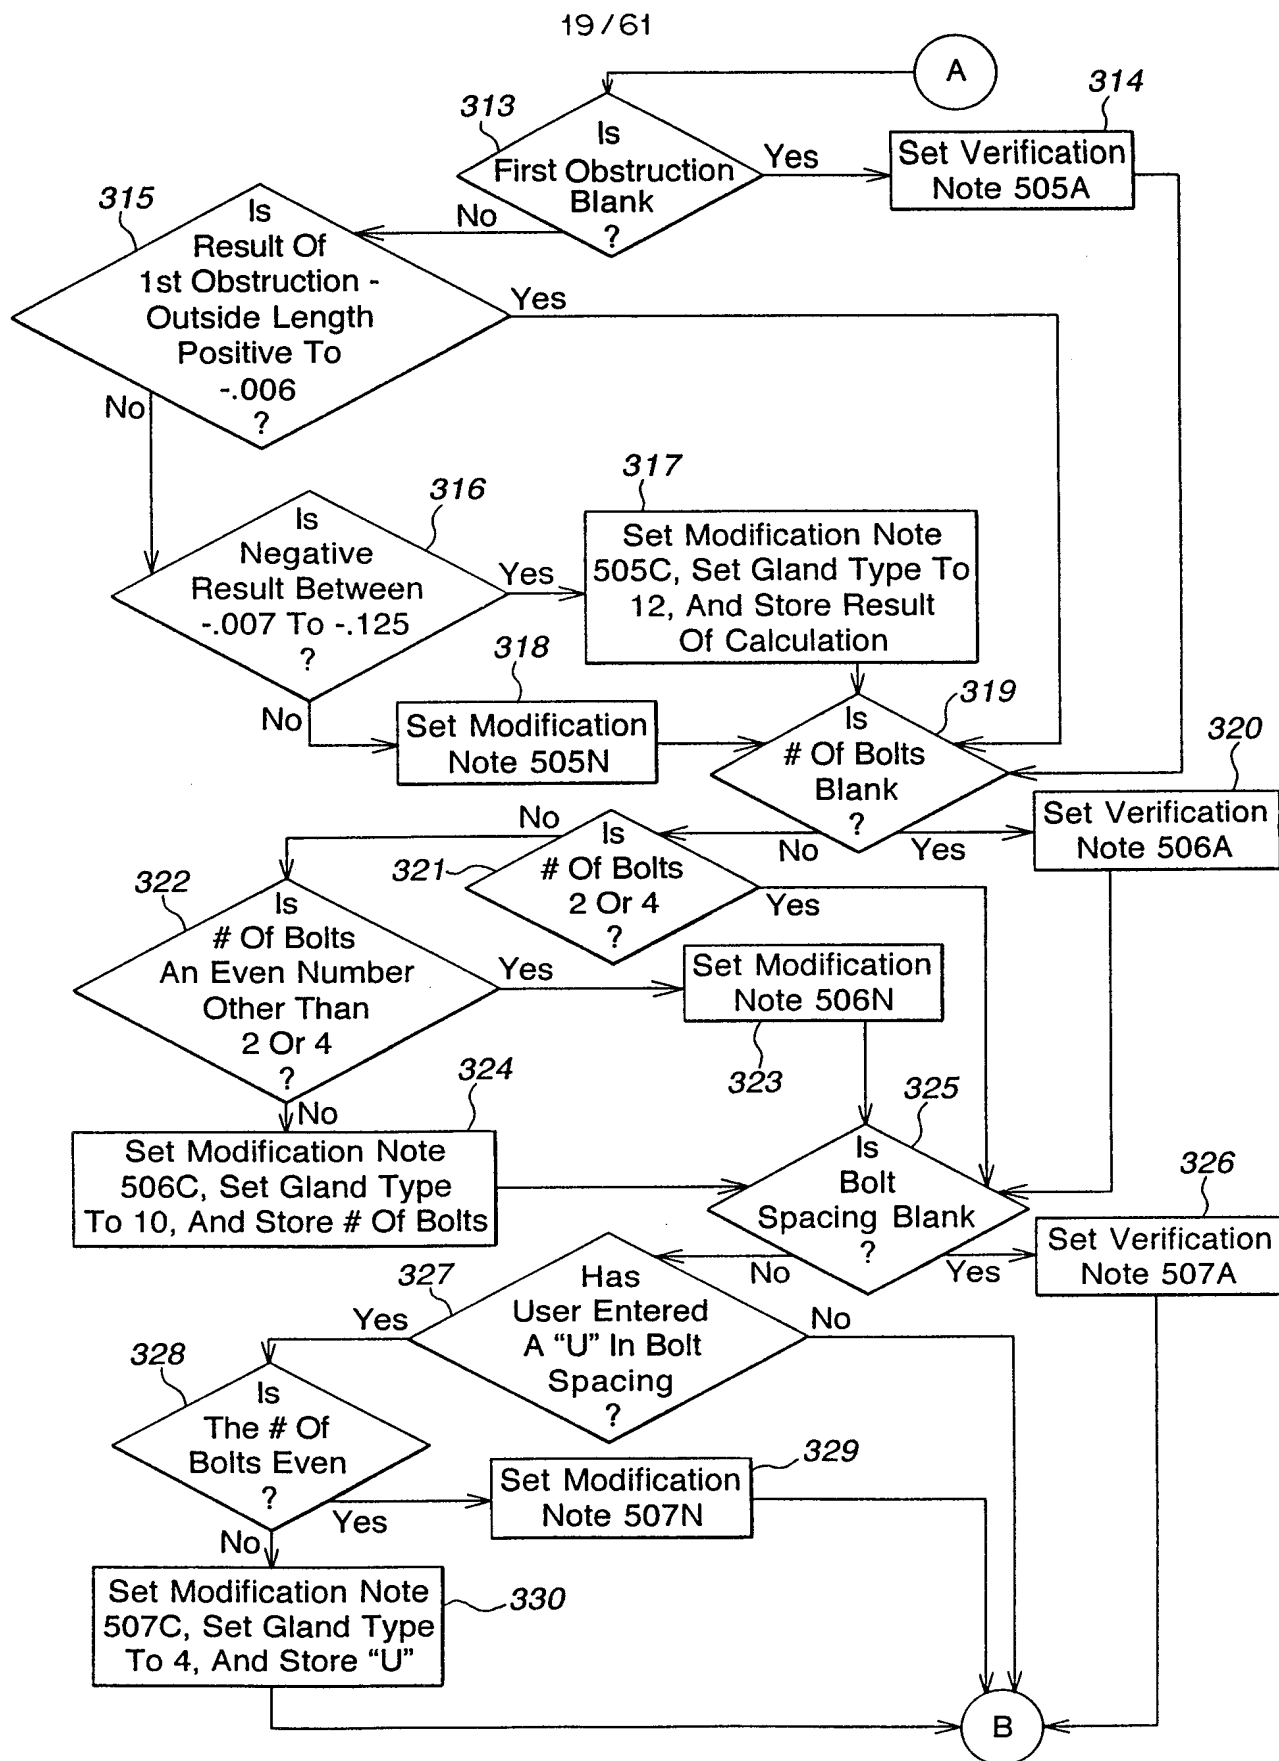 19/61
A
313
Is
First Obstruction
Blank
?
Yes
314
Set Verification
Note 505A
No
315
Is
Result Of
1st Obstruction -
Outside Length
Positive To
-.006
?
Yes
No
316
Is
Negative
Result Between
-.007 To -.125
?
Yes
317
Set Modification Note
505C, Set Gland Type To
12, And Store Result
Of Calculation
No
318
Set Modification
Note 505N
319
Is
# Of Bolts
Blank
?
No
Yes
320
Set Verification
Note 506A
321
Is
# Of Bolts
2 Or 4
?
No
Yes
322
Is
# Of Bolts
An Even Number
Other Than
2 Or 4
?
Yes
Set Modification
Note 506N
323
No
324
Set Modification Note
506C, Set Gland Type
To 10, And Store # Of Bolts
325
Is
Bolt
Spacing Blank
?
No
Yes
326
Set Verification
Note 507A
327
Has
User Entered
A “U” In Bolt
Spacing
?
Yes
No
328
Is
The # Of
Bolts Even
?
Yes
329
Set Modification
Note 507N
No
Set Modification Note
507C, Set Gland Type
To 4, And Store “U”
330
B